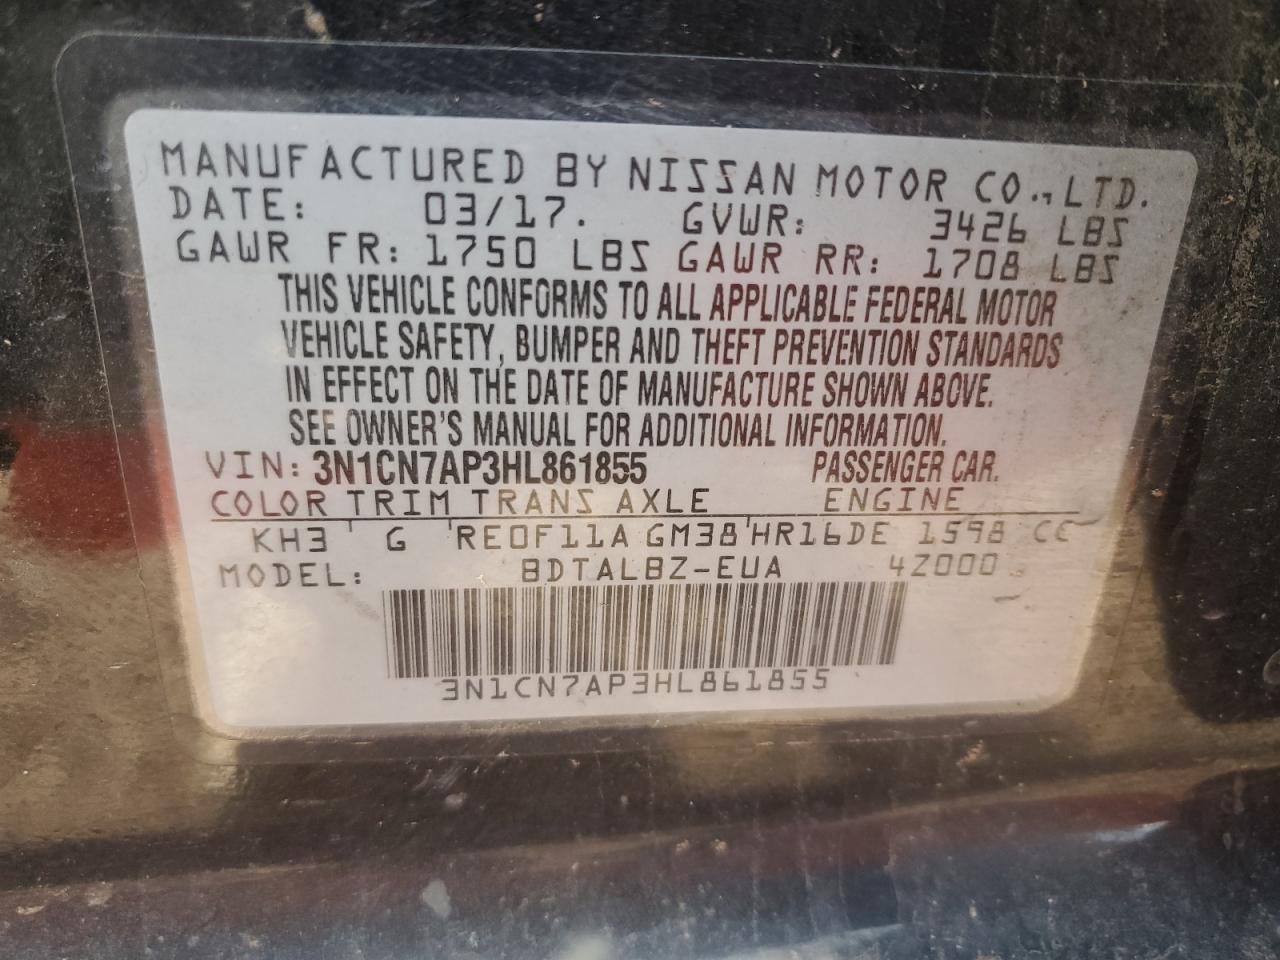 MANUFACTURED BY NISSAN MOTOR CO., LTD.
DATE: 03/17. GVWR: 3426 LBS
GAWR FR: 1750 LBS GAWR RR: 1708 LBS
THIS VEHICLE CONFORMS TO ALL APPLICABLE FEDERAL MOTOR
VEHICLE SAFETY, BUMPER AND THEFT PREVENTION STANDARDS
IN EFFECT ON THE DATE OF MANUFACTURE SHOWN ABOVE.
SEE OWNER'S MANUAL FOR ADDITIONAL INFORMATION.
VIN: 3N1CN7AP3HL861855 PASSENGER CAR.
COLOR TRIM TRANS AXLE ENGINE
KH3 G RE0F11A GM38 HR16DE 1598 CC
MODEL: BDTALBZ-EUA 4Z000
3N1CN7AP3HL861855